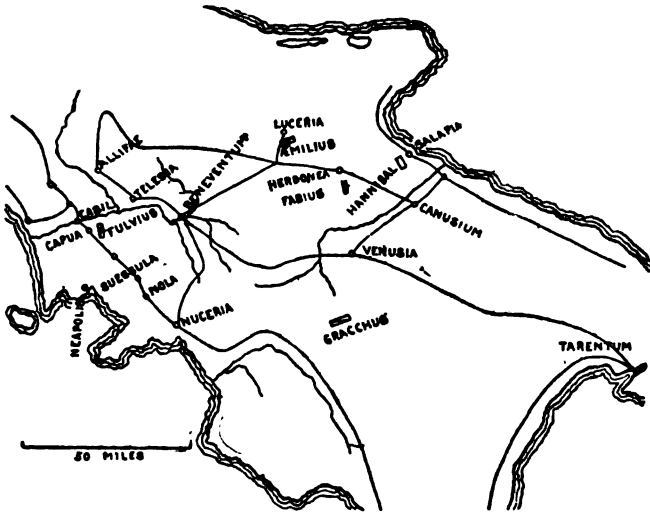 LUCERIA
ÆMILIUS
SALAPIA
ALLIFAE
TELESIA
BENEVENTUM
HERDONEA
FABIUS
HANNIBAL
CASIL
FULVIUS
CAPUA
CANUSIUM
VENUSIA
SUESSULA
NOLA
NEAPOLIS
NUCERIA
GRACCHUS
TARENTUM
50 MILES